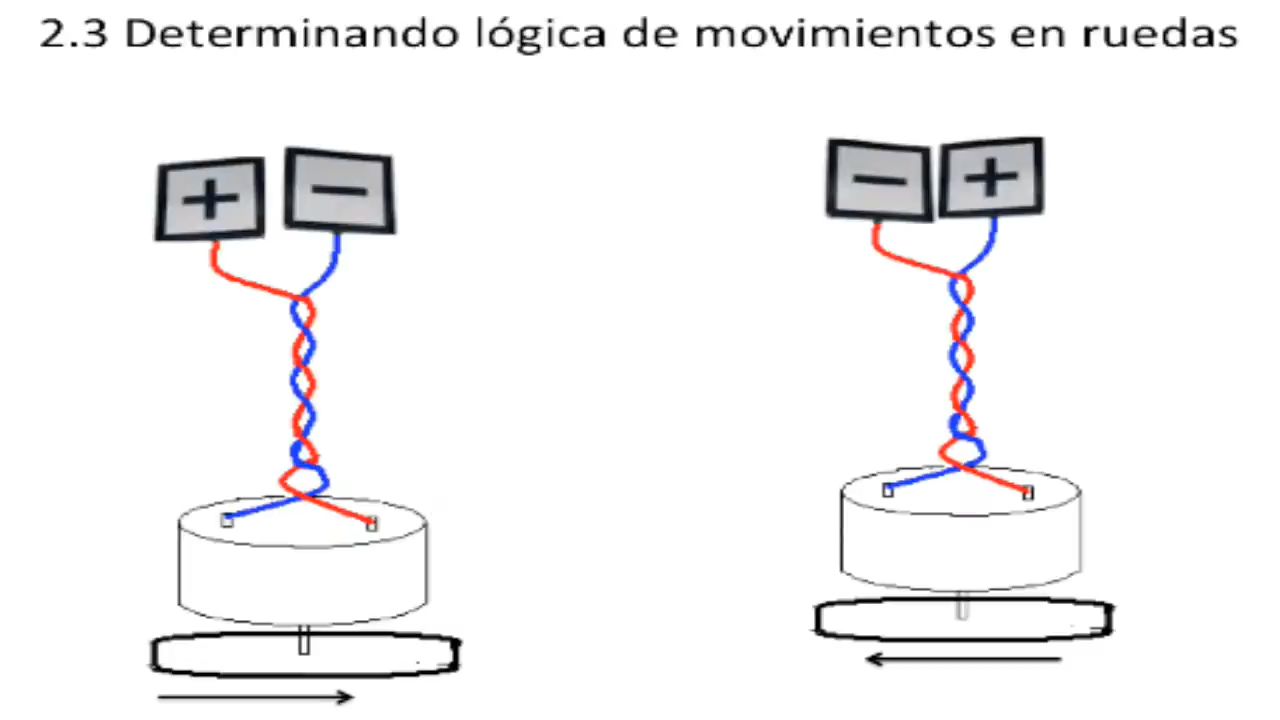 2.3 Determinando lógica de movimientos en ruedas
+ − − +